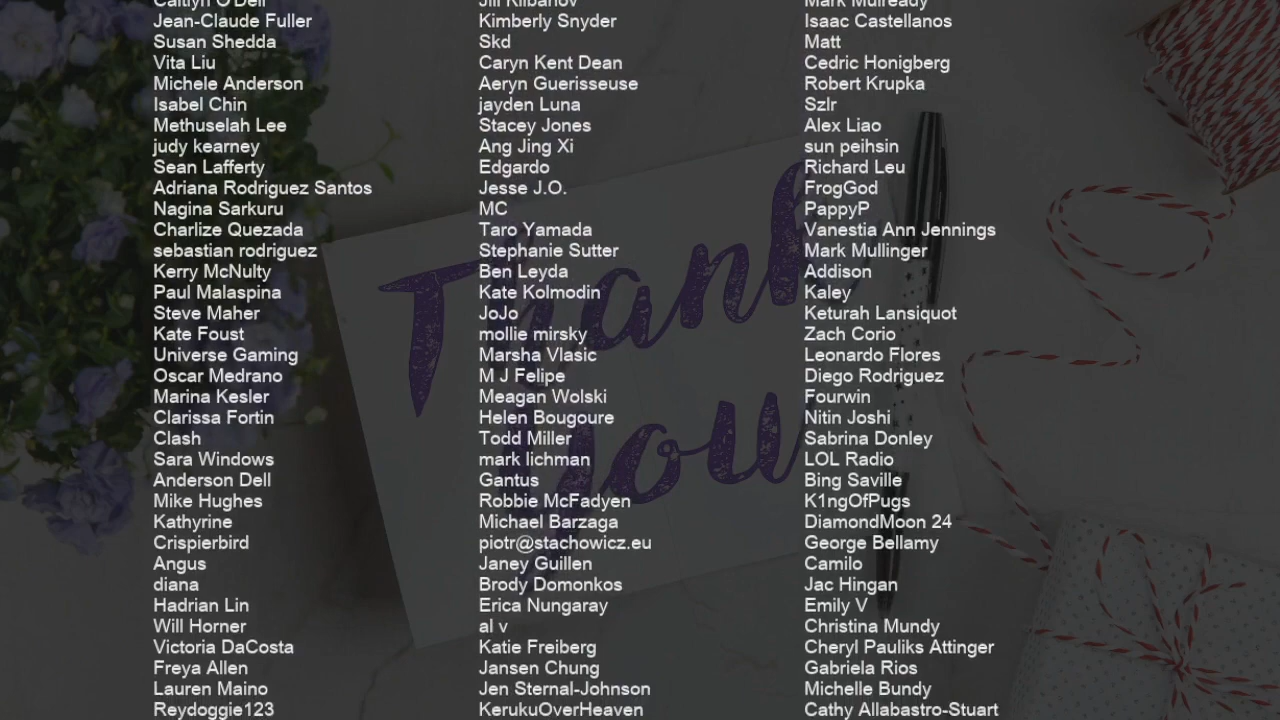 Caitlyn O'Dell
Jean-Claude Fuller
Susan Shedda
Vita Liu
Michele Anderson
Isabel Chin
Methuselah Lee
judy kearney
Sean Lafferty
Adriana Rodriguez Santos
Nagina Sarkuru
Charlize Quezada
sebastian rodriguez
Kerry McNulty
Paul Malaspina
Steve Maher
Kate Foust
Universe Gaming
Oscar Medrano
Marina Kesler
Clarissa Fortin
Clash
Sara Windows
Anderson Dell
Mike Hughes
Kathyrine
Crispierbird
Angus
diana
Hadrian Lin
Will Horner
Victoria DaCosta
Freya Allen
Lauren Maino
Reydoggie123
Jill Klibanov
Kimberly Snyder
Skd
Caryn Kent Dean
Aeryn Guerisseuse
jayden Luna
Stacey Jones
Ang Jing Xi
Edgardo
Jesse J.O.
MC
Taro Yamada
Stephanie Sutter
Ben Leyda
Kate Kolmodin
JoJo
mollie mirsky
Marsha Vlasic
M J Felipe
Meagan Wolski
Helen Bougoure
Todd Miller
mark lichman
Gantus
Robbie McFadyen
Michael Barzaga
piotr@stachowicz.eu
Janey Guillen
Brody Domonkos
Erica Nungaray
al v
Katie Freiberg
Jansen Chung
Jen Sternal-Johnson
KerukuOverHeaven
Mark Mulready
Isaac Castellanos
Matt
Cedric Honigberg
Robert Krupka
Szlr
Alex Liao
sun peihsin
Richard Leu
FrogGod
PappyP
Vanestia Ann Jennings
Mark Mullinger
Addison
Kaley
Keturah Lansiquot
Zach Corio
Leonardo Flores
Diego Rodriguez
Fourwin
Nitin Joshi
Sabrina Donley
LOL Radio
Bing Saville
K1ngOfPugs
DiamondMoon 24
George Bellamy
Camilo
Jac Hingan
Emily V
Christina Mundy
Cheryl Pauliks Attinger
Gabriela Rios
Michelle Bundy
Cathy Allabastro-Stuart
Thank
you